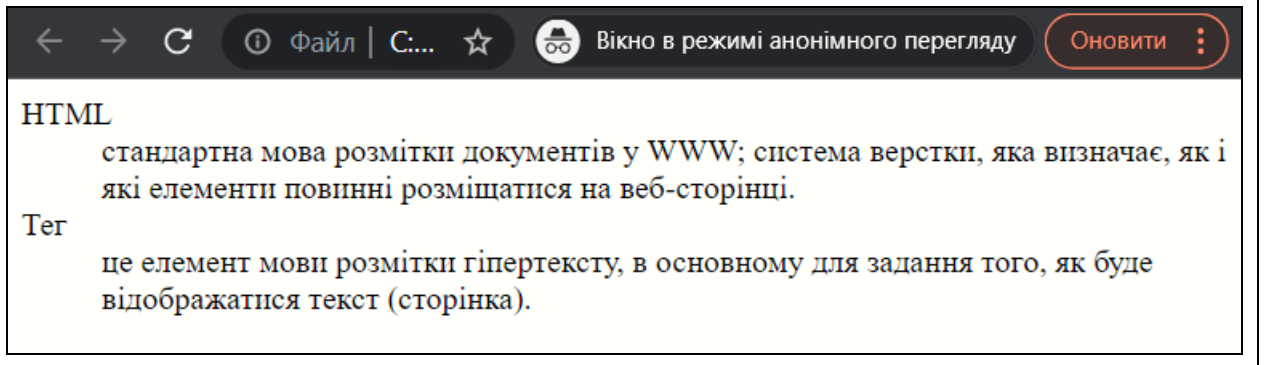 Файл | C:... Вікно в режимі анонімного перегляду Оновити
HTML
стандартна мова розмітки документів у WWW; система верстки, яка визначає, як і
які елементи повинні розміщатися на веб-сторінці.
Тег
це елемент мови розмітки гіпертексту, в основному для задання того, як буде
відображатися текст (сторінка).